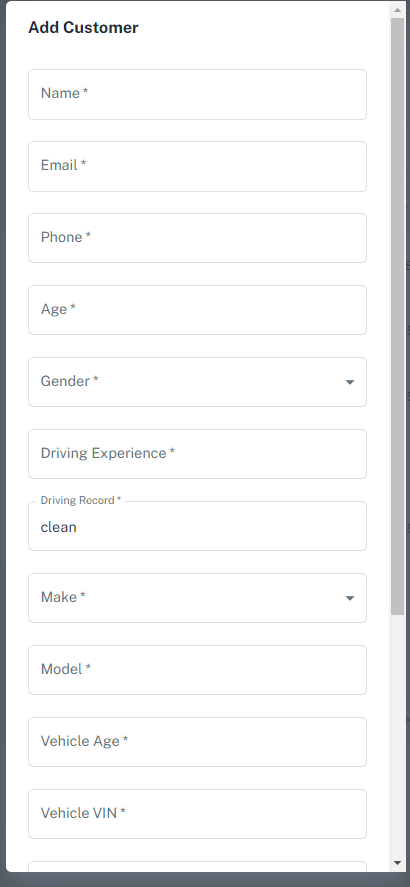 Add Customer
Name *
Email *
Phone *
Age *
Gender *
Driving Experience *
Driving Record *
clean
Make *
Model *
Vehicle Age *
Vehicle VIN *